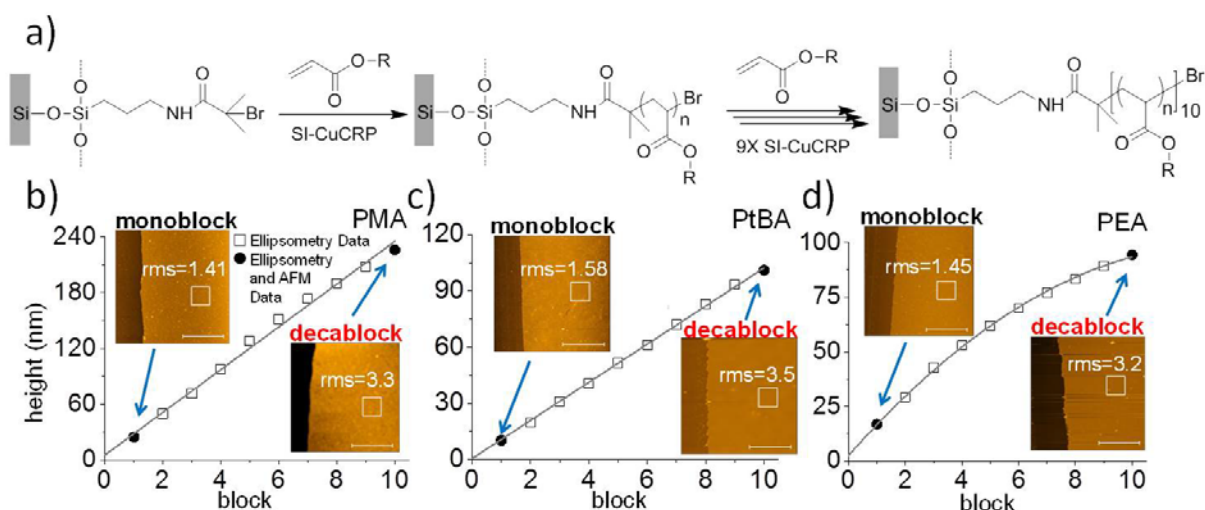 a)
O
O—R
O
Si—O—Si
NH
O
Br
O
SI-CuCRP
Si—O—Si
NH
O
Br
n
O
O
R
O—R
O
9X SI-CuCRP
Si—O—Si
NH
O
Br
n
10
O
O
R
b)
monoblock
PMA
□ Ellipsometry Data
● Ellipsometry
and AFM
Data
rms=1.41
decablock
rms=3.3
height (nm)
240
180
120
60
0
0 2 4 6 8 10
block
c)
monoblock
PtBA
rms=1.58
decablock
rms=3.5
120
90
60
30
0
0 2 4 6 8 10
block
d)
monoblock
PEA
rms=1.45
decablock
rms=3.2
100
75
50
25
0
0 2 4 6 8 10
block